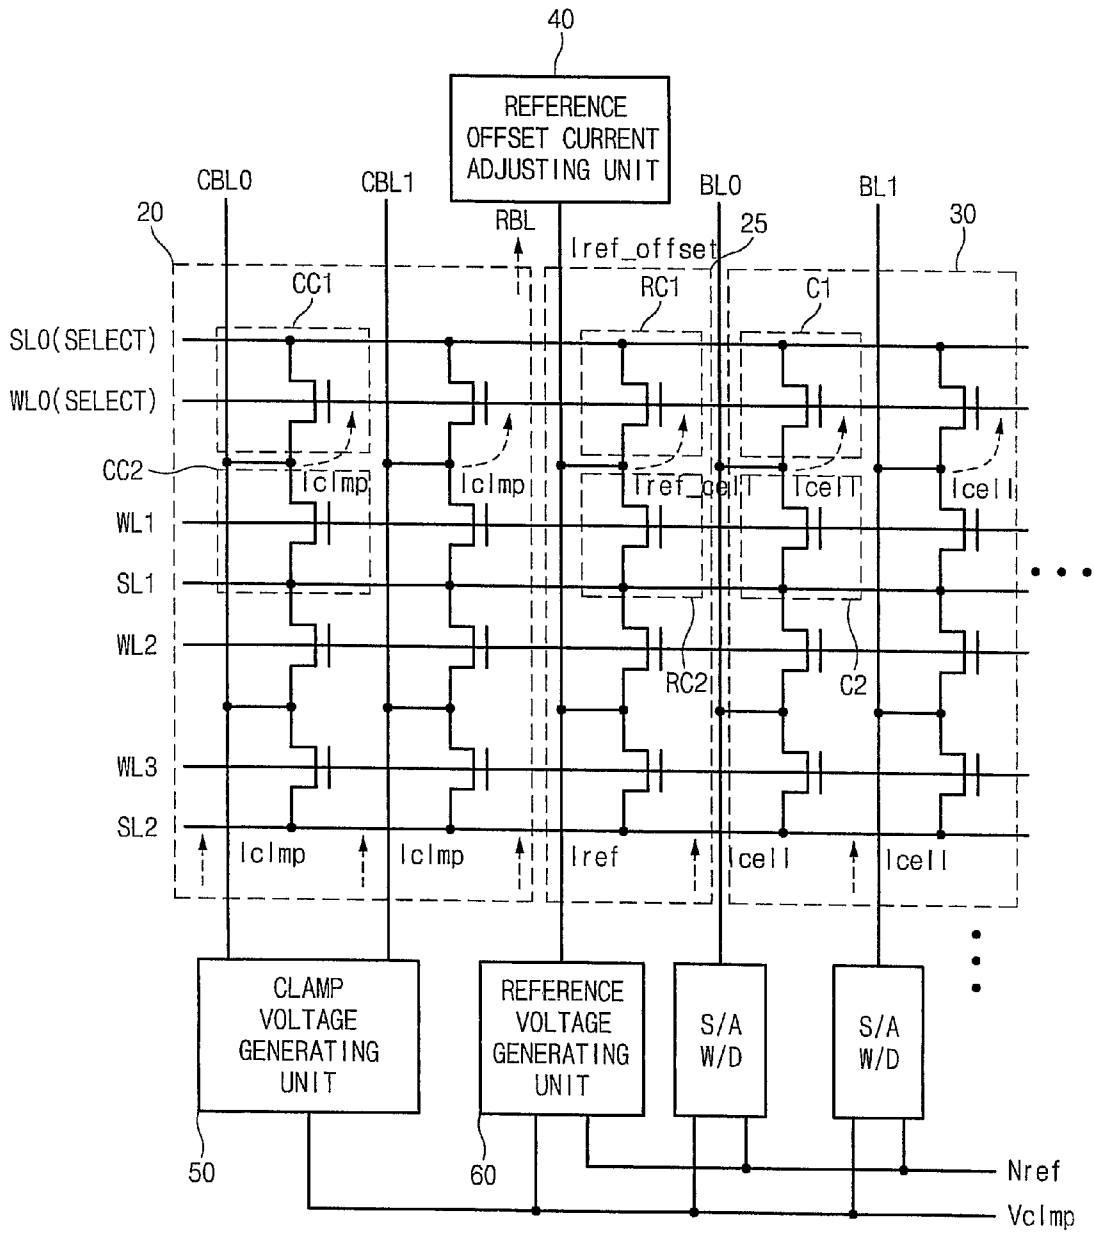 40
REFERENCE
OFFSET CURRENT
ADJUSTING UNIT
CBL0
CBL1
BL0
BL1
20
RBL
25
30
Iref_offset
CC1
RC1
C1
SL0(SELECT)
WL0(SELECT)
CC2
Iclmp
Iclmp
Iref_cell
Icell
Icell
WL1
SL1
WL2
RC2
C2
WL3
SL2
Iclmp
Iclmp
Iref
Icell
Icell
CLAMP
VOLTAGE
GENERATING
UNIT
REFERENCE
VOLTAGE
GENERATING
UNIT
S/A
W/D
S/A
W/D
50
60
Nref
Vclmp